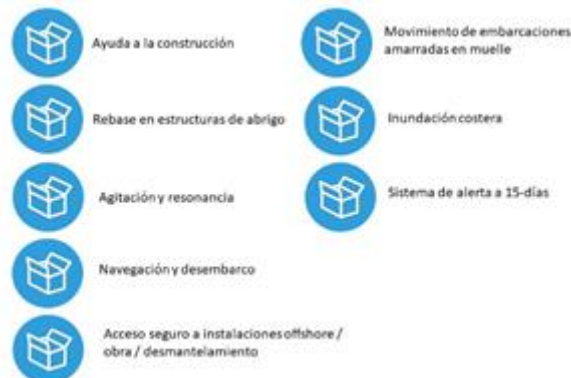 Ayuda a la construcción
Rebase en estructuras de abrigo
Agitación y resonancia
Navegación y desembarco
Acceso seguro a instalaciones offshore /
obra / desmantelamiento
Movimiento de embarcaciones
amarradas en muelle
Inundación costera
Sistema de alerta a 15-días